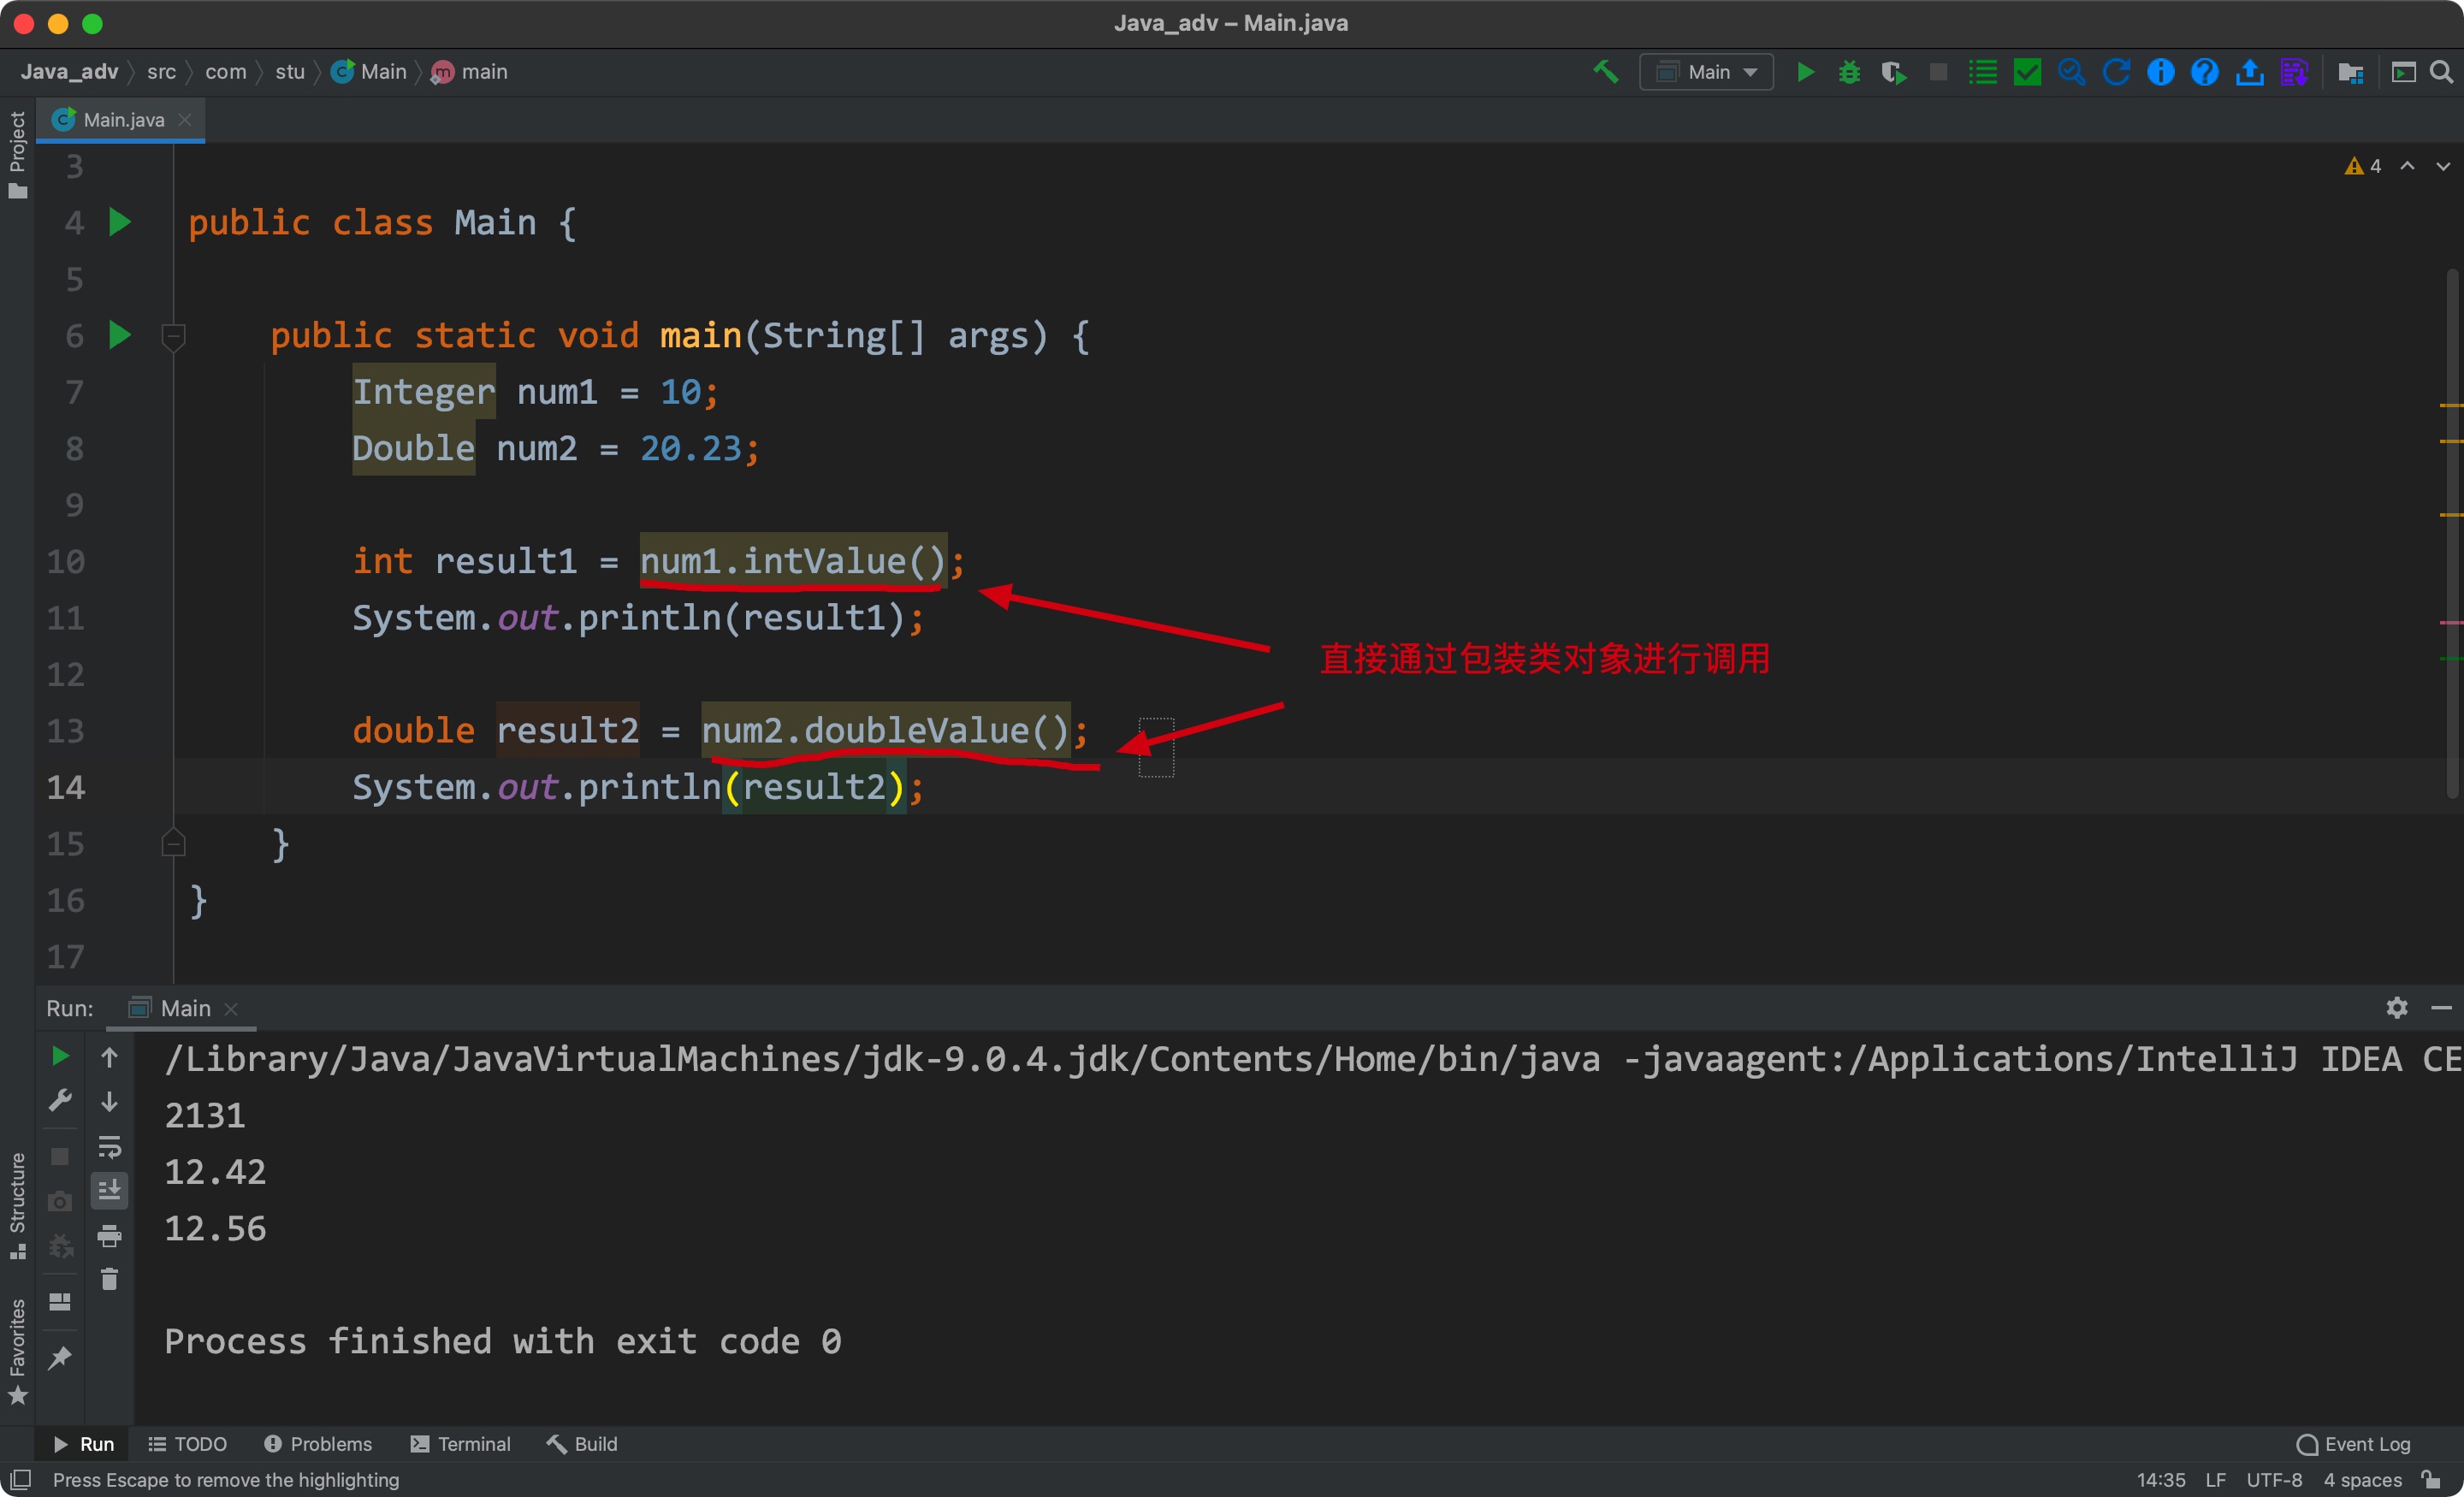 Java_adv – Main.java
Java_adv src com stu Main main
Main
Project
Main.java
4
3
4 public class Main {
5
6 public static void main(String[] args) {
7 Integer num1 = 10;
8 Double num2 = 20.23;
9
10 int result1 = num1.intValue();
11 System.out.println(result1);
直接通过包装类对象进行调用
12
13 double result2 = num2.doubleValue();
14 System.out.println(result2);
15 }
16 }
17
Run: Main
/Library/Java/JavaVirtualMachines/jdk-9.0.4.jdk/Contents/Home/bin/java -javaagent:/Applications/IntelliJ IDEA CE
2131
12.42
12.56
Process finished with exit code 0
Structure
Favorites
Run TODO Problems Terminal Build Event Log
Press Escape to remove the highlighting 14:35 LF UTF-8 4 spaces